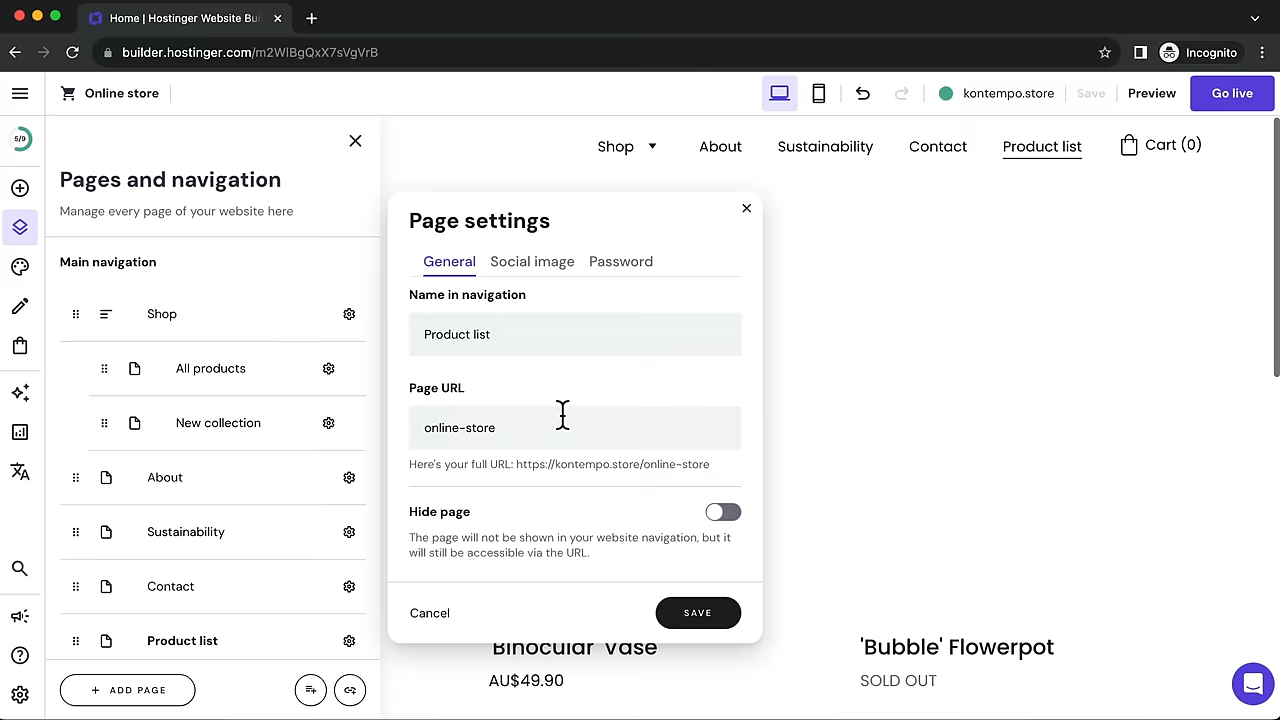 Home | Hostinger Website Bui
builder.hostinger.com/m2WIBgQxX7sVgVrB
Incognito
Online store
kontempo.store
Save
Preview
Go live
5/9
Shop
About
Sustainability
Contact
Product list
Cart (0)
Pages and navigation
Manage every page of your website here
Main navigation
Shop
All products
New collection
About
Sustainability
Contact
Product list
+ ADD PAGE
Page settings
General
Social image
Password
Name in navigation
Product list
Page URL
online-store
Here's your full URL: https://kontempo.store/online-store
Hide page
The page will not be shown in your website navigation, but it
will still be accessible via the URL.
Cancel
SAVE
'Binocular' Vase
AU$49.90
'Bubble' Flowerpot
SOLD OUT